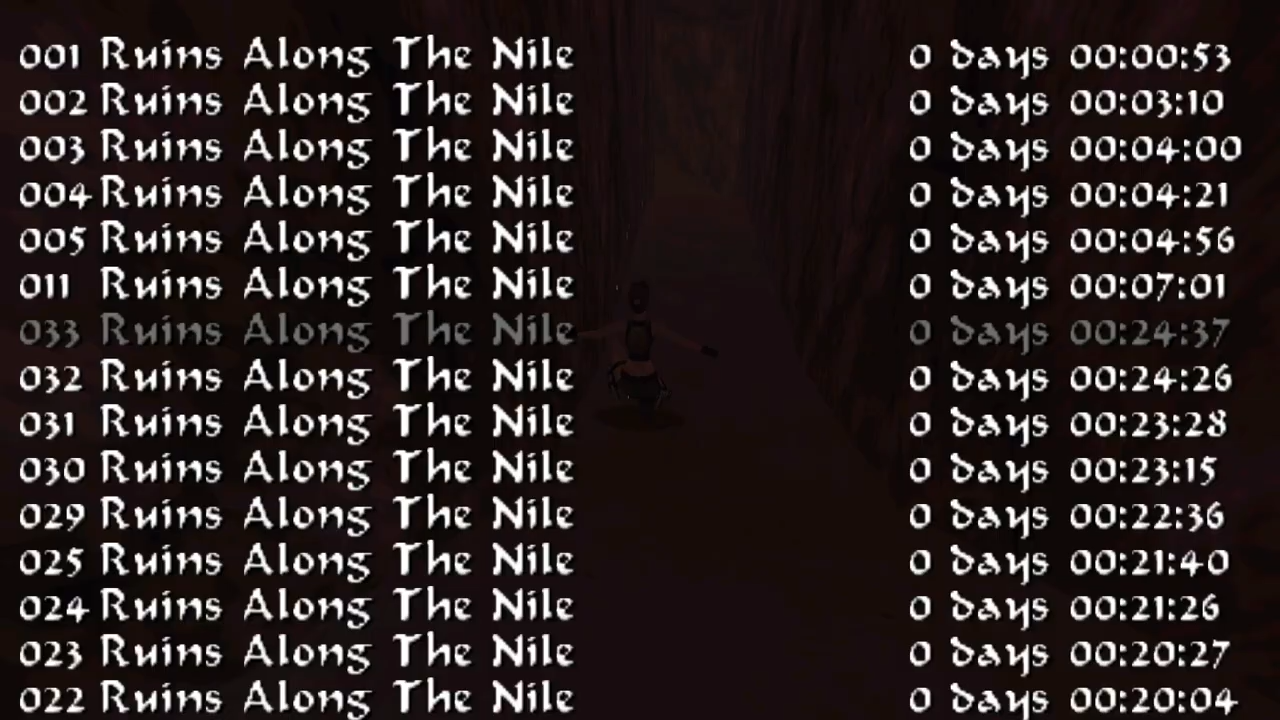 001 Ruins Along The Nile 0 days 00:00:53
002 Ruins Along The Nile 0 days 00:03:10
003 Ruins Along The Nile 0 days 00:04:00
004 Ruins Along The Nile 0 days 00:04:21
005 Ruins Along The Nile 0 days 00:04:56
011 Ruins Along The Nile 0 days 00:07:01
033 Ruins Along The Nile 0 days 00:24:37
032 Ruins Along The Nile 0 days 00:24:26
031 Ruins Along The Nile 0 days 00:23:28
030 Ruins Along The Nile 0 days 00:23:15
029 Ruins Along The Nile 0 days 00:22:36
025 Ruins Along The Nile 0 days 00:21:40
024 Ruins Along The Nile 0 days 00:21:26
023 Ruins Along The Nile 0 days 00:20:27
022 Ruins Along The Nile 0 days 00:20:04